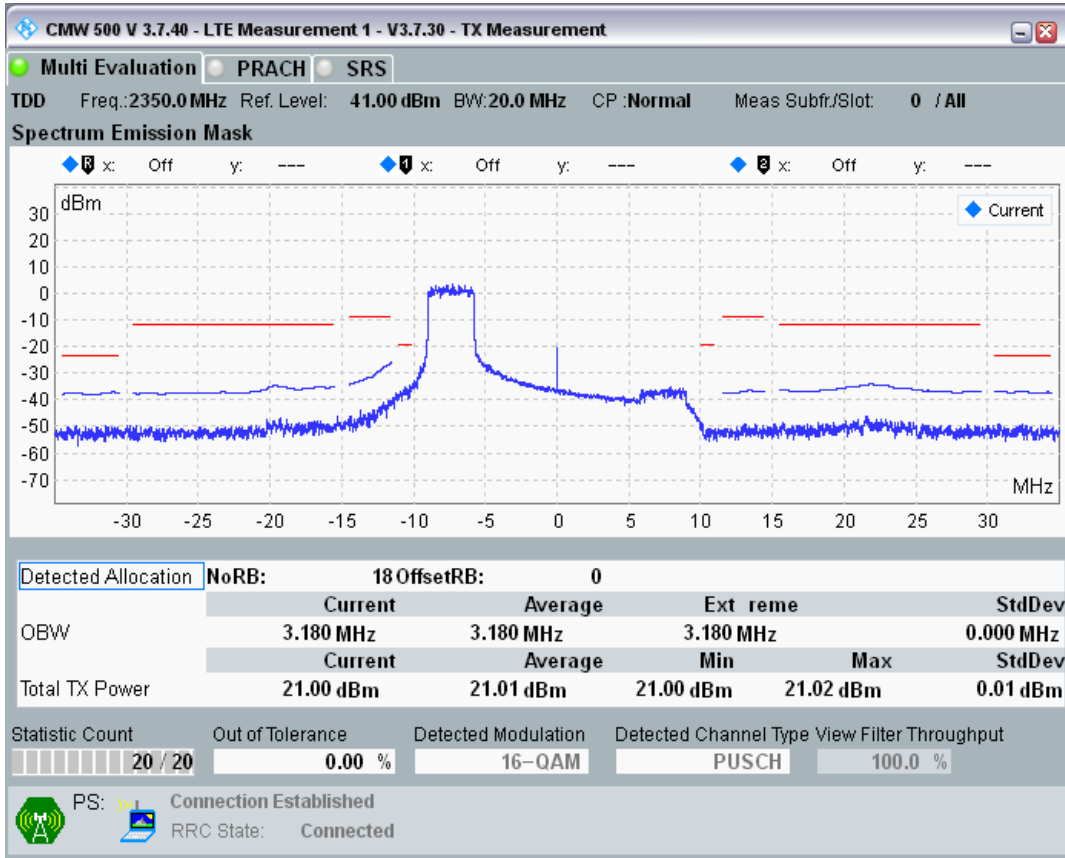 CMW 500 V 3.7.40 - LTE Measurement 1 - V3.7.30 - TX Measurement
Multi Evaluation PRACH SRS
TDD Freq.:2350.0 MHz Ref. Level: 41.00 dBm BW:20.0 MHz CP :Normal Meas Subfr./Slot: 0 / All
Spectrum Emission Mask
R x: Off y: --- 1 x: Off y: --- 2 x: Off y: ---
dBm
Current
30
20
10
0
-10
-20
-30
-40
-50
-60
-70
MHz
-30 -25 -20 -15 -10 -5 0 5 10 15 20 25 30
Detected Allocation NoRB: 18 OffsetRB: 0
Current Average Ext reme StdDev
OBW 3.180 MHz 3.180 MHz 3.180 MHz 0.000 MHz
Current Average Min Max StdDev
Total TX Power 21.00 dBm 21.01 dBm 21.00 dBm 21.02 dBm 0.01 dBm
Statistic Count Out of Tolerance Detected Modulation Detected Channel Type View Filter Throughput
20 / 20 0.00 % 16-QAM PUSCH 100.0 %
PS: Connection Established
RRC State: Connected